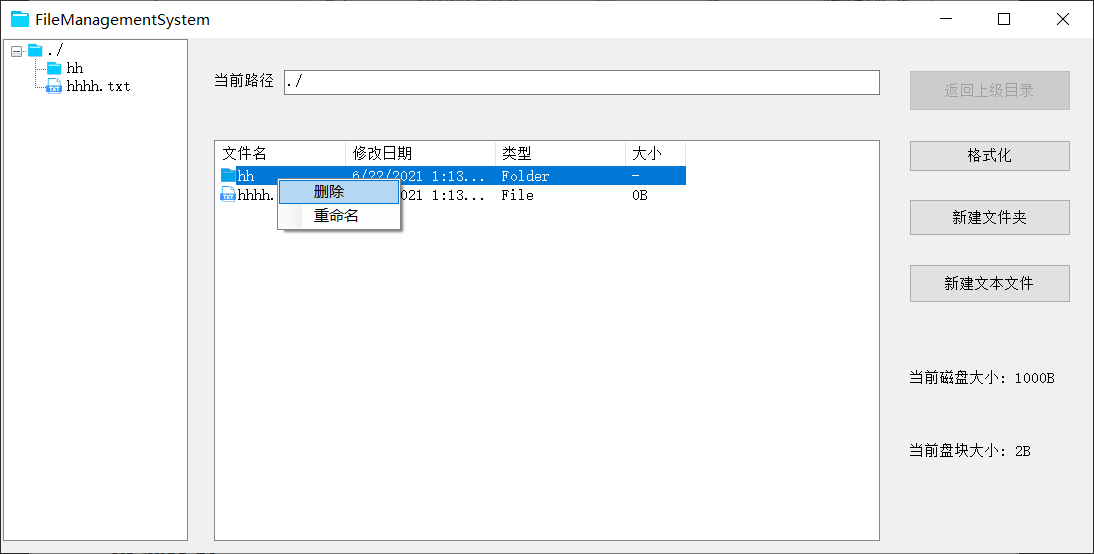 FileManagementSystem
./
hh
hhhh.txt
当前路径 ./
返回上级目录
文件名 修改日期 类型 大小
hh 6/22/2021 1:13... Folder -
hhhh. 021 1:13... File 0B
删除
重命名
格式化
新建文件夹
新建文本文件
当前磁盘大小: 1000B
当前盘块大小: 2B